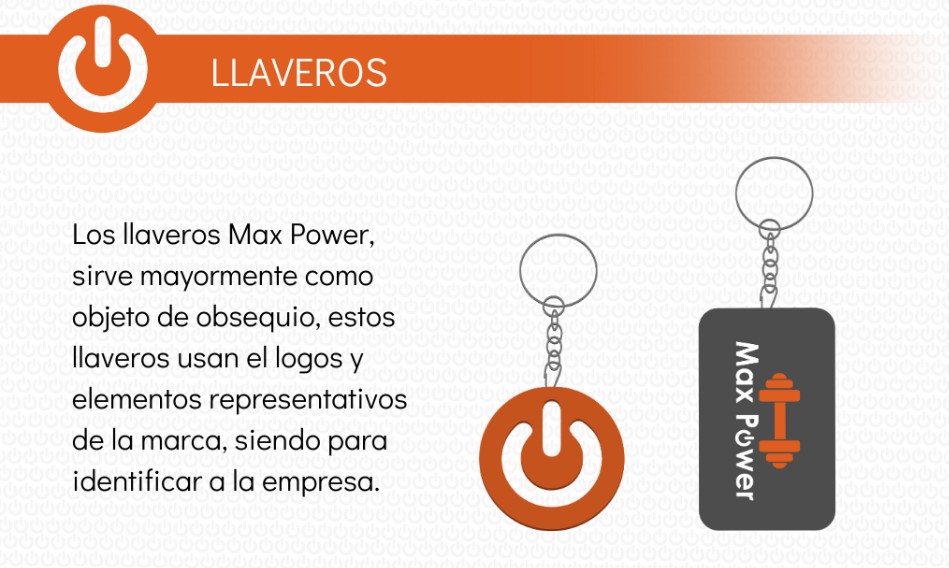 LLAVEROS
Los llaveros Max Power,
sirve mayormente como
objeto de obsequio, estos
llaveros usan el logos y
elementos representativos
de la marca, siendo para
identificar a la empresa.
Max Power